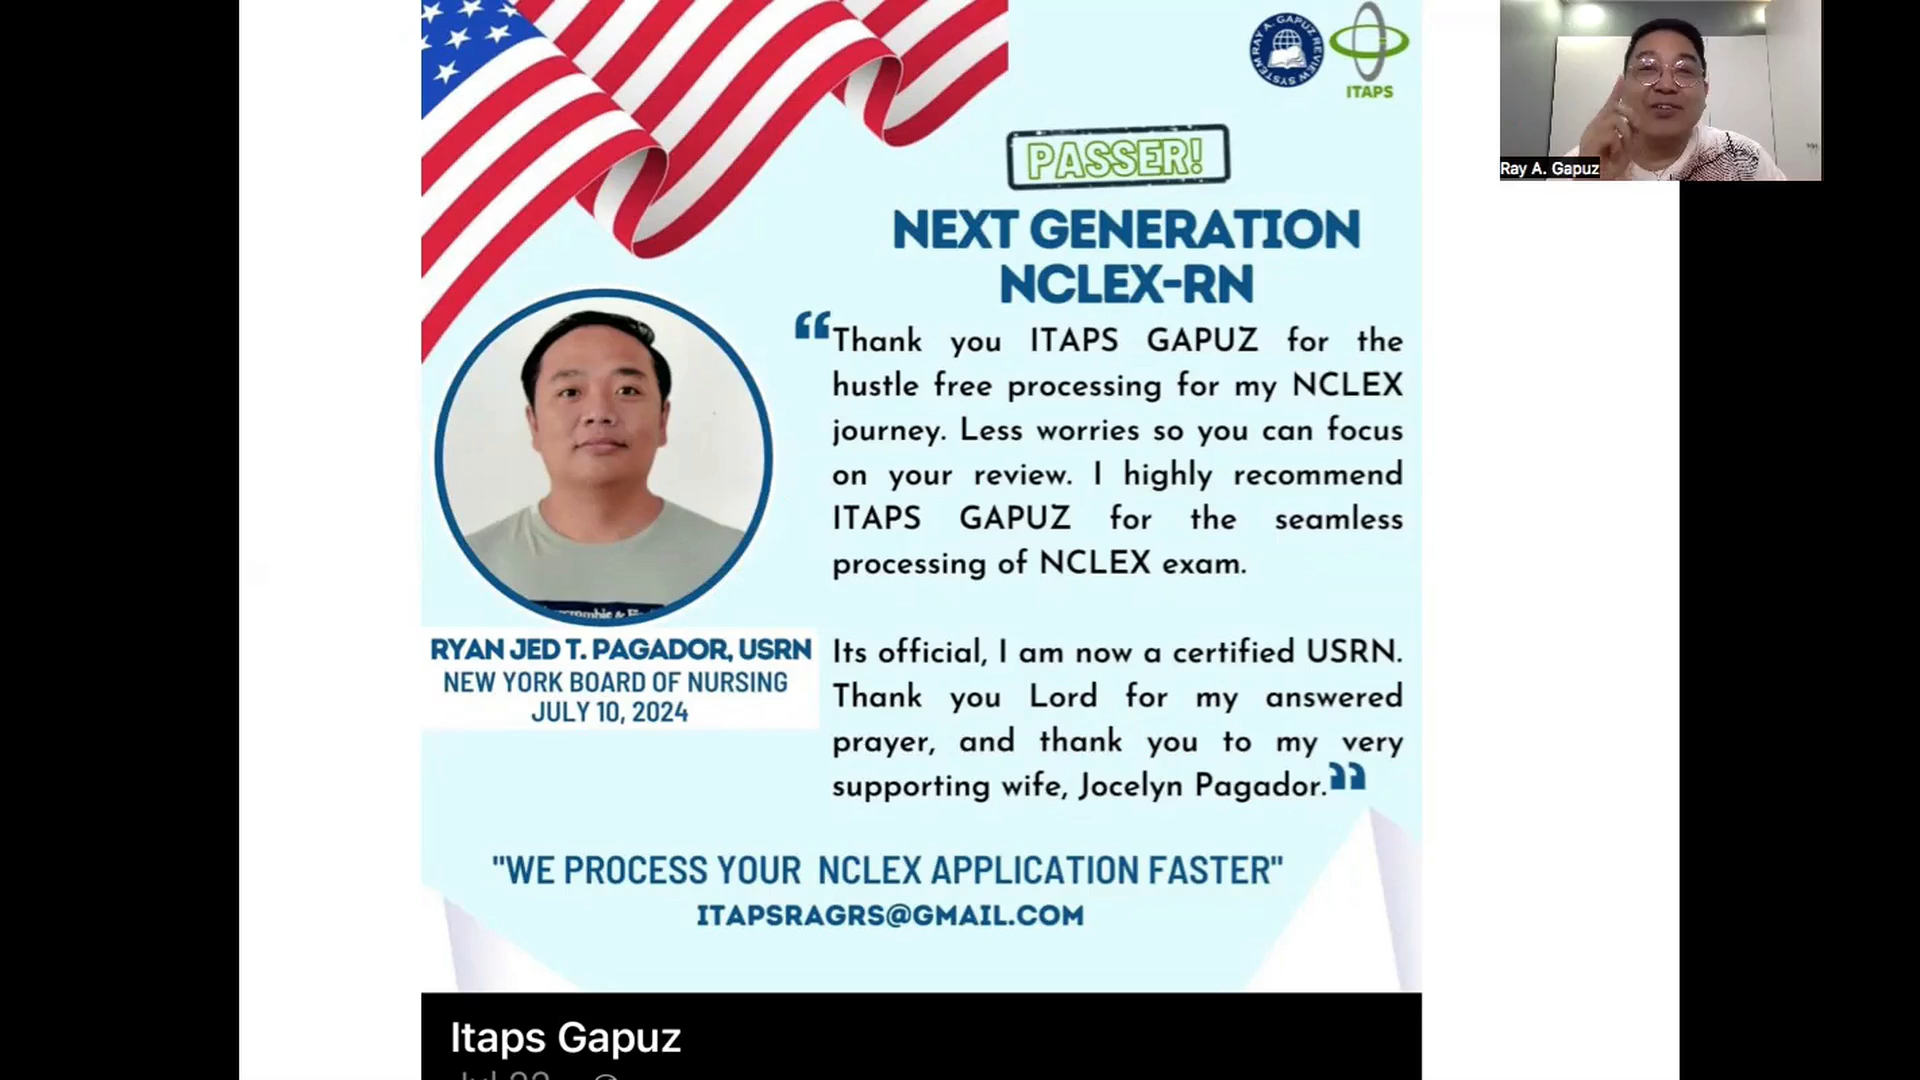 RAY A. GAPUZ REVIEW SYSTEM
ITAPS
Ray A. Gapuz
PASSER!
NEXT GENERATION
NCLEX-RN
“Thank you ITAPS GAPUZ for the
hustle free processing for my NCLEX
journey. Less worries so you can focus
on your review. I highly recommend
ITAPS GAPUZ for the seamless
processing of NCLEX exam.
Its official, I am now a certified USRN.
Thank you Lord for my answered
prayer, and thank you to my very
supporting wife, Jocelyn Pagador.”
RYAN JED T. PAGADOR, USRN
NEW YORK BOARD OF NURSING
JULY 10, 2024
"WE PROCESS YOUR NCLEX APPLICATION FASTER"
ITAPSRAGRS@GMAIL.COM
Itaps Gapuz